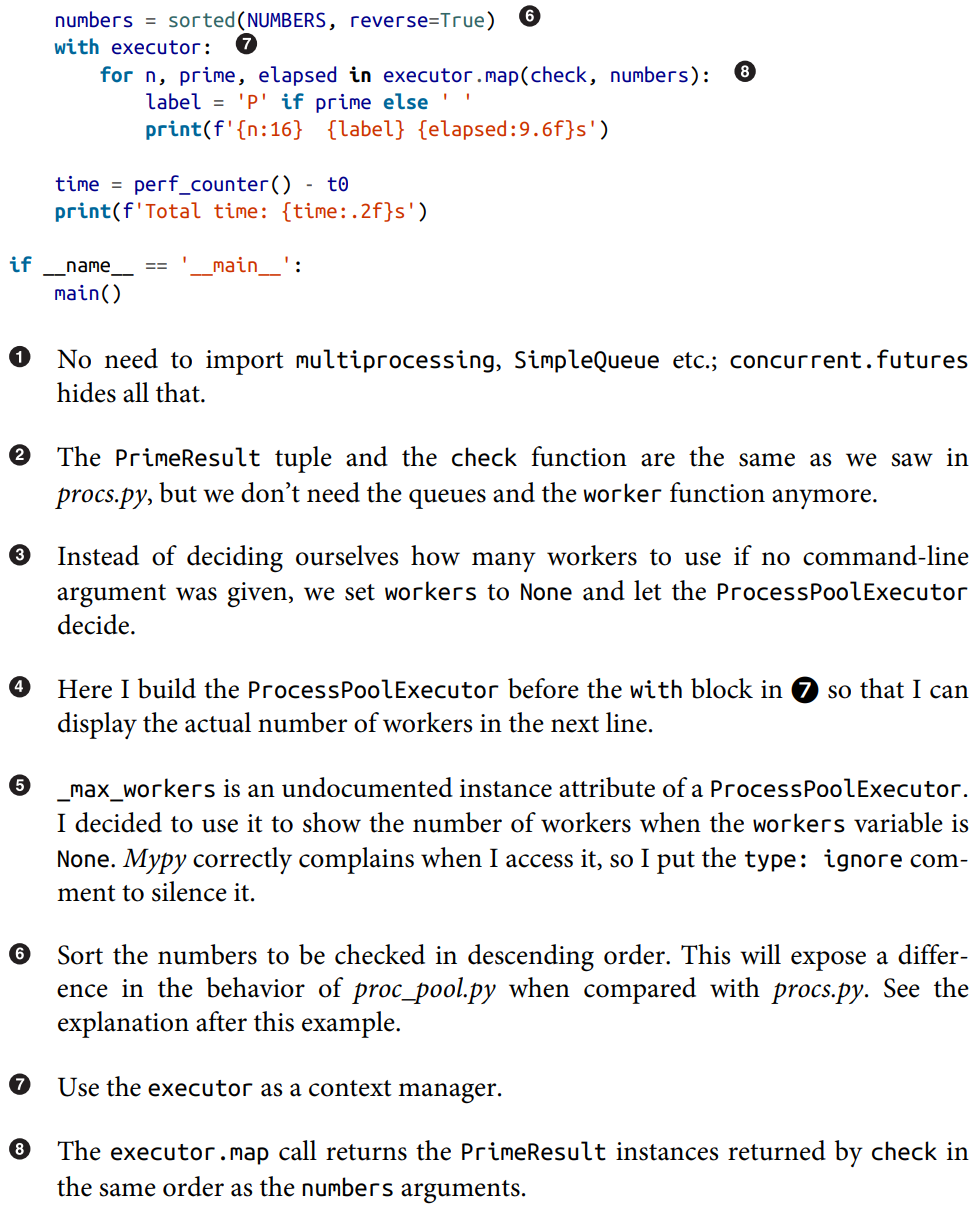 numbers = sorted(NUMBERS, reverse=True) ❻
    with executor: ❼
        for n, prime, elapsed in executor.map(check, numbers): ❽
            label = 'P' if prime else ' '
            print(f'{n:16}  {label} {elapsed:9.6f}s')

    time = perf_counter() - t0
    print(f'Total time: {time:.2f}s')

if __name__ == '__main__':
    main()

❶ No need to import multiprocessing, SimpleQueue etc.; concurrent.futures
hides all that.
❷ The PrimeResult tuple and the check function are the same as we saw in
procs.py, but we don’t need the queues and the worker function anymore.
❸ Instead of deciding ourselves how many workers to use if no command-line
argument was given, we set workers to None and let the ProcessPoolExecutor
decide.
❹ Here I build the ProcessPoolExecutor before the with block in ❼ so that I can
display the actual number of workers in the next line.
❺ _max_workers is an undocumented instance attribute of a ProcessPoolExecutor.
I decided to use it to show the number of workers when the workers variable is
None. Mypy correctly complains when I access it, so I put the type: ignore com-
ment to silence it.
❻ Sort the numbers to be checked in descending order. This will expose a differ-
ence in the behavior of proc_pool.py when compared with procs.py. See the
explanation after this example.
❼ Use the executor as a context manager.
❽ The executor.map call returns the PrimeResult instances returned by check in
the same order as the numbers arguments.